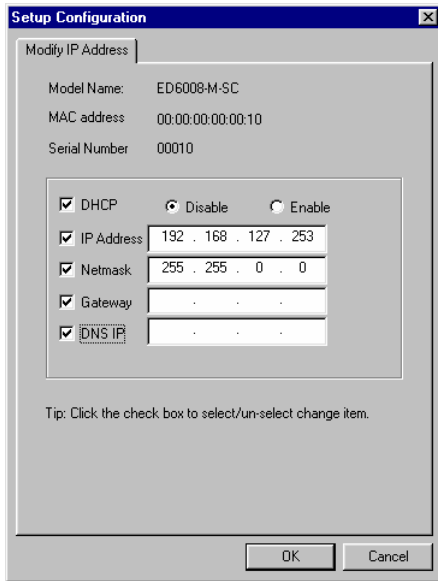 Setup Configuration
Modify IP Address
Model Name: ED6008-M-SC
MAC address 00:00:00:00:00:10
Serial Number 00010
DHCP Disable Enable
IP Address 192 . 168 . 127 . 253
Netmask 255 . 255 . 0 . 0
Gateway . . .
DNS IP . . .
Tip: Click the check box to select/un-select change item.
OK Cancel